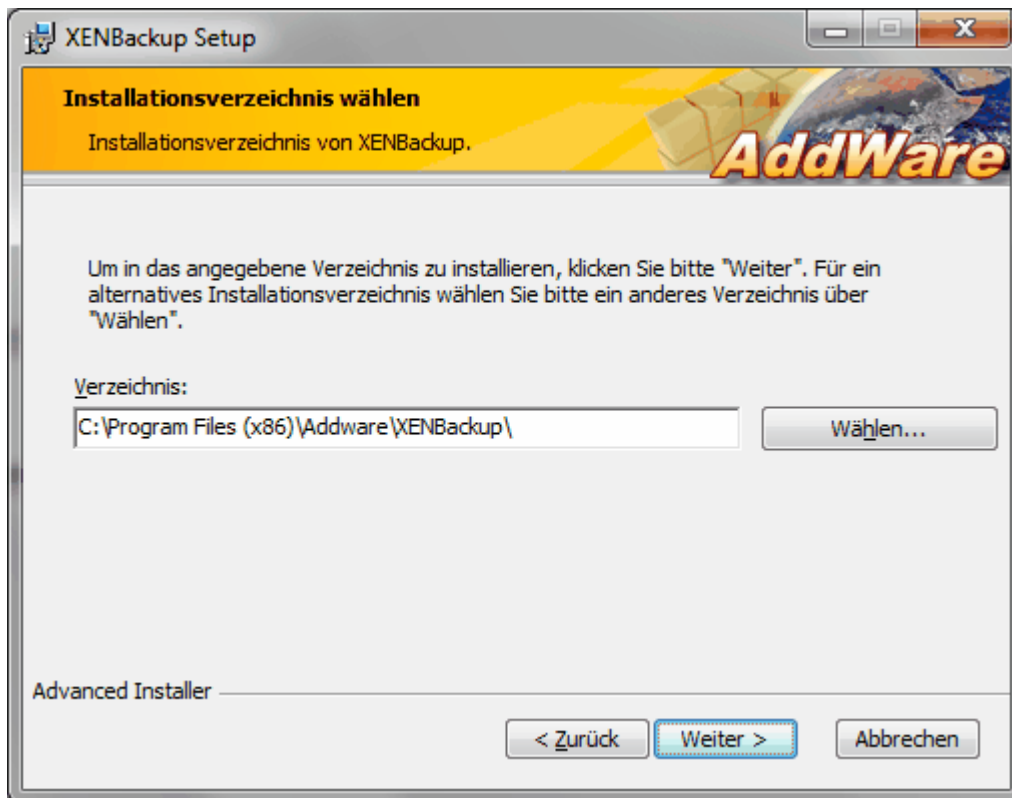 XENBackup Setup
Installationsverzeichnis wählen
Installationsverzeichnis von XENBackup.
AddWare
Um in das angegebene Verzeichnis zu installieren, klicken Sie bitte "Weiter". Für ein
alternatives Installationsverzeichnis wählen Sie bitte ein anderes Verzeichnis über
"Wählen".
Verzeichnis:
C:\Program Files (x86)\Addware\XENBackup\
Wählen...
Advanced Installer
< Zurück
Weiter >
Abbrechen